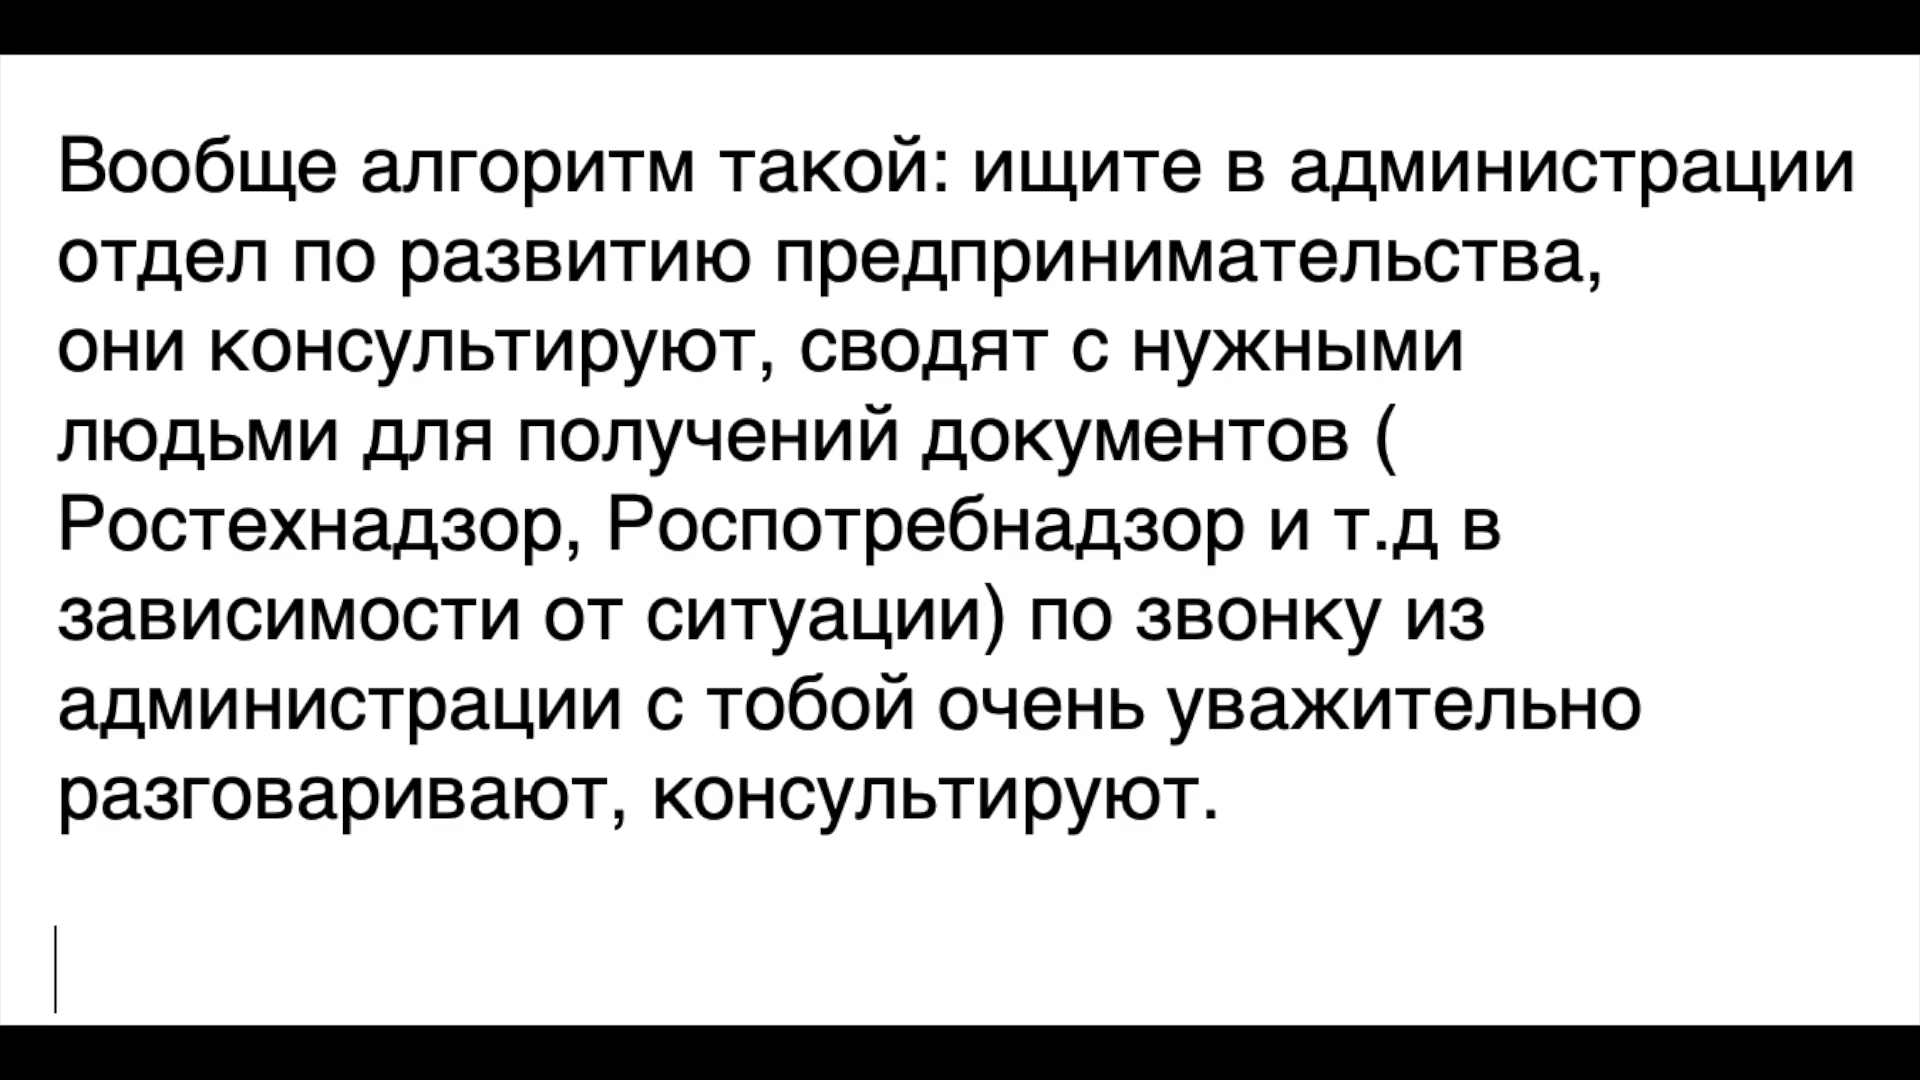 Вообще алгоритм такой: ищите в администрации
отдел по развитию предпринимательства,
они консультируют, сводят с нужными
людьми для получений документов (
Ростехнадзор, Роспотребнадзор и т.д в
зависимости от ситуации) по звонку из
администрации с тобой очень уважительно
разговаривают, консультируют.